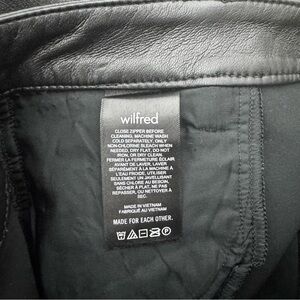 wilfred
CLOSE ZIPPER BEFORE
CLEANING, MACHINE WASH
COLD SEPARATELY, ONLY
NON-CHLORINE BLEACH WHEN
NEEDED, DRY FLAT, DO NOT
IRON, OR DRY CLEAN
FERMER LA FERMETURE ÉCLAIR
AVANT DE LAVER, LAVER
SÉPARÉMENT À LA MACHINE À
L'EAU FROIDE, UTILISER
SEULEMENT UN JAVELLISANT
SANS CHLORE AU BESOIN,
SÉCHER À PLAT, NE PAS
REPASSER, OU NETTOYER À
SEC
MADE IN VIETNAM
FABRIQUÉ AU VIETNAM
MADE FOR EACH OTHER.